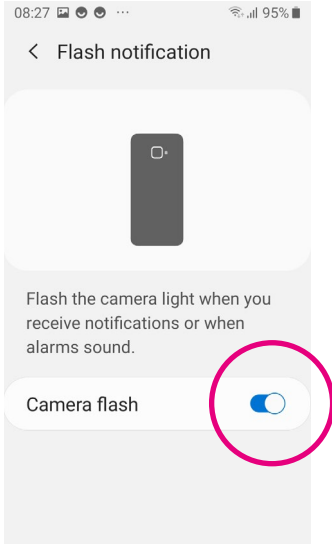 08:27 ... 95%
Flash notification
Flash the camera light when you
receive notifications or when
alarms sound.
Camera flash